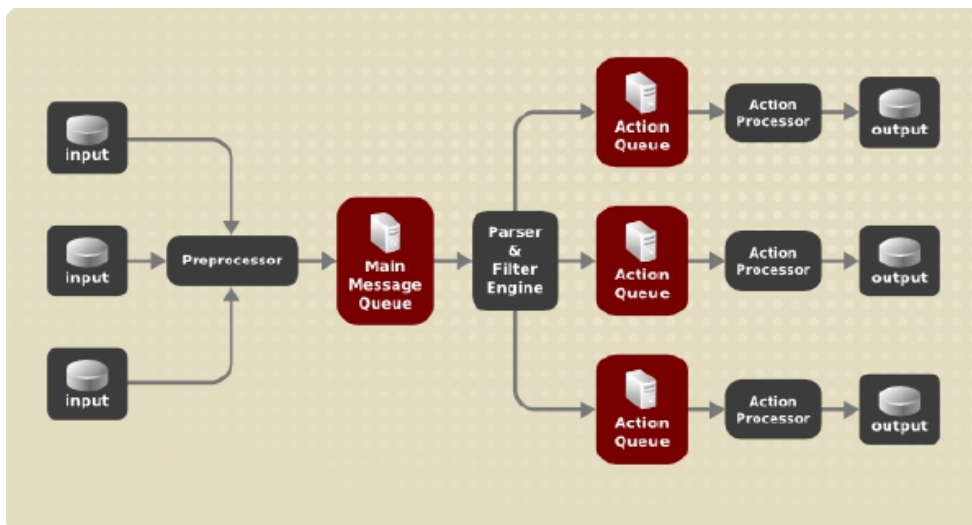 input
input
input
Preprocessor
Main
Message
Queue
Parser
&
Filter
Engine
Action
Queue
Action
Processor
output
Action
Queue
Action
Processor
output
Action
Queue
Action
Processor
output